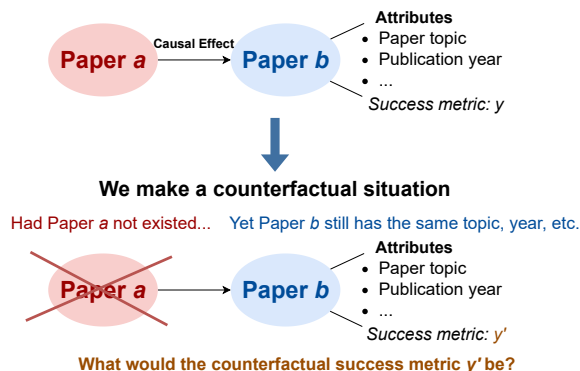 Attributes
Causal Effect
Paper a
Paper b
• Paper topic
• Publication year
• ...
Success metric: y
We make a counterfactual situation
Had Paper a not existed...
Yet Paper b still has the same topic, year, etc.
Attributes
Paper a
Paper b
• Paper topic
• Publication year
• ...
Success metric: y'
What would the counterfactual success metric y' be?